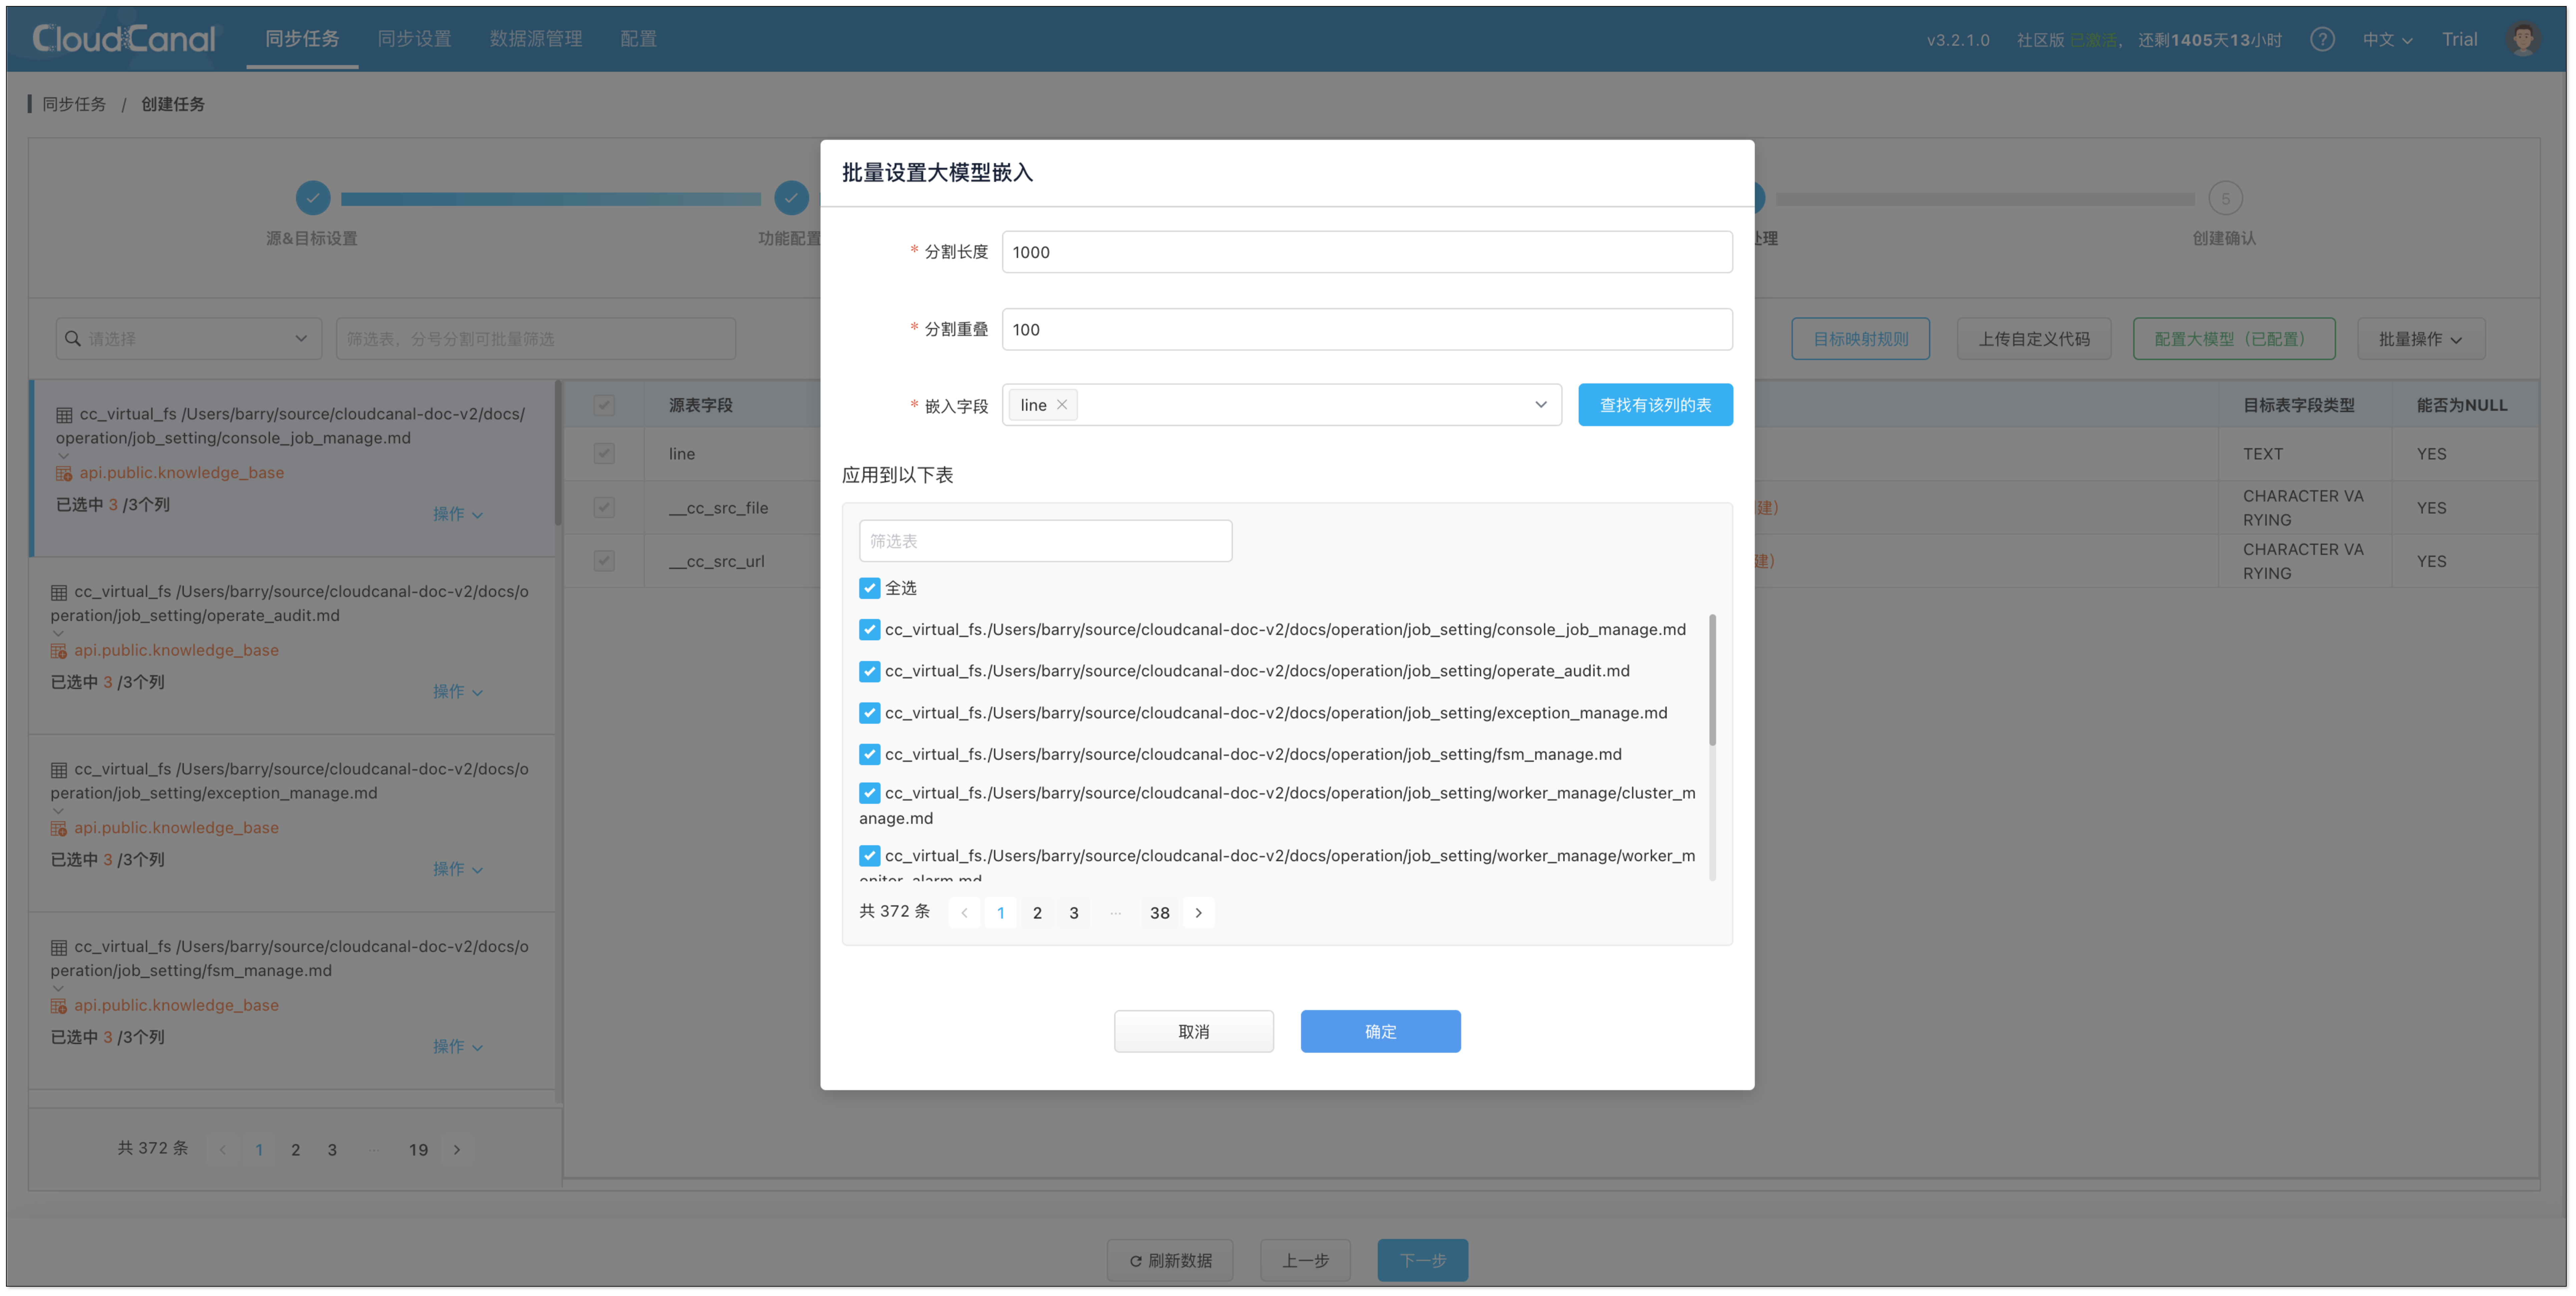 CloudCanal
同步任务
同步设置
数据源管理
配置
v3.2.1.0
社区版 已激活， 还剩1405天13小时
?
中文
Trial
同步任务 / 创建任务
源&目标设置
功能配置
处理
5
创建确认
请选择
筛选表，分号分割可批量筛选
目标映射规则
上传自定义代码
配置大模型（已配置）
批量操作
cc_virtual_fs /Users/barry/source/cloudcanal-doc-v2/docs/
operation/job_setting/console_job_manage.md
api.public.knowledge_base
已选中 3 /3个列
操作
cc_virtual_fs /Users/barry/source/cloudcanal-doc-v2/docs/o
peration/job_setting/operate_audit.md
api.public.knowledge_base
已选中 3 /3个列
操作
cc_virtual_fs /Users/barry/source/cloudcanal-doc-v2/docs/o
peration/job_setting/exception_manage.md
api.public.knowledge_base
已选中 3 /3个列
操作
cc_virtual_fs /Users/barry/source/cloudcanal-doc-v2/docs/o
peration/job_setting/fsm_manage.md
api.public.knowledge_base
已选中 3 /3个列
操作
共 372 条 < 1 2 3 ··· 19 >
源表字段
line
__cc_src_file
__cc_src_url
目标表字段类型
能否为NULL
TEXT
YES
建)
CHARACTER VA
RYING
YES
建)
CHARACTER VA
RYING
YES
批量设置大模型嵌入
* 分割长度
1000
* 分割重叠
100
* 嵌入字段
line ×
查找有该列的表
应用到以下表
筛选表
全选
cc_virtual_fs./Users/barry/source/cloudcanal-doc-v2/docs/operation/job_setting/console_job_manage.md
cc_virtual_fs./Users/barry/source/cloudcanal-doc-v2/docs/operation/job_setting/operate_audit.md
cc_virtual_fs./Users/barry/source/cloudcanal-doc-v2/docs/operation/job_setting/exception_manage.md
cc_virtual_fs./Users/barry/source/cloudcanal-doc-v2/docs/operation/job_setting/fsm_manage.md
cc_virtual_fs./Users/barry/source/cloudcanal-doc-v2/docs/operation/job_setting/worker_manage/cluster_m
anage.md
cc_virtual_fs./Users/barry/source/cloudcanal-doc-v2/docs/operation/job_setting/worker_manage/worker_m
onitor_alarm.md
共 372 条 < 1 2 3 ··· 38 >
取消
确定
刷新数据
上一步
下一步